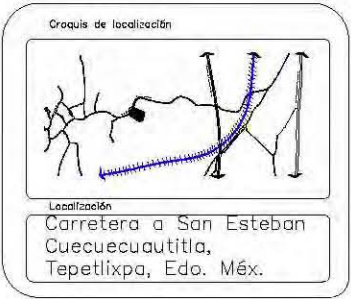 Croquis de localización
Localización
Carretera a San Esteban
Cuecuecuautitla,
Tepetlixpa, Edo. Méx.